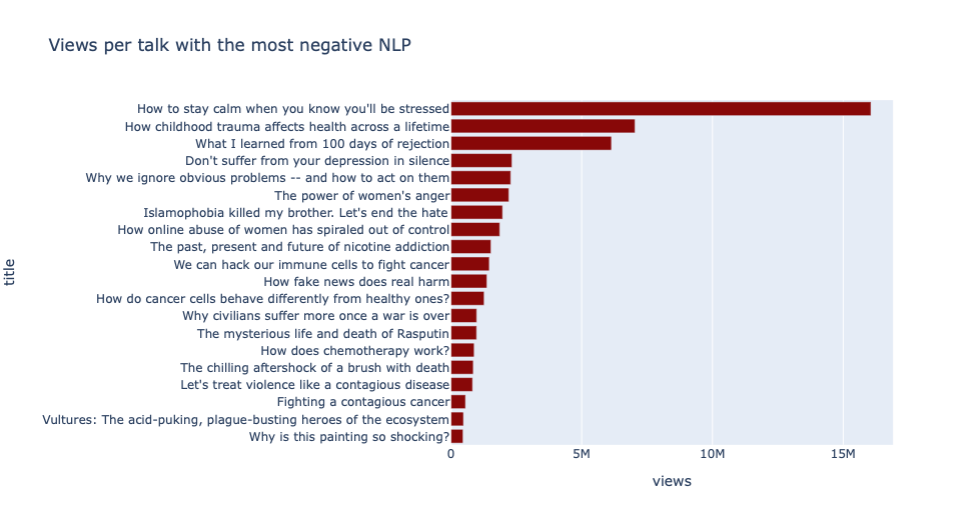 Views per talk with the most negative NLP
title
How to stay calm when you know you'll be stressed
How childhood trauma affects health across a lifetime
What I learned from 100 days of rejection
Don't suffer from your depression in silence
Why we ignore obvious problems -- and how to act on them
The power of women's anger
Islamophobia killed my brother. Let's end the hate
How online abuse of women has spiraled out of control
The past, present and future of nicotine addiction
We can hack our immune cells to fight cancer
How fake news does real harm
How do cancer cells behave differently from healthy ones?
Why civilians suffer more once a war is over
The mysterious life and death of Rasputin
How does chemotherapy work?
The chilling aftershock of a brush with death
Let's treat violence like a contagious disease
Fighting a contagious cancer
Vultures: The acid-puking, plague-busting heroes of the ecosystem
Why is this painting so shocking?
0 5M 10M 15M
views